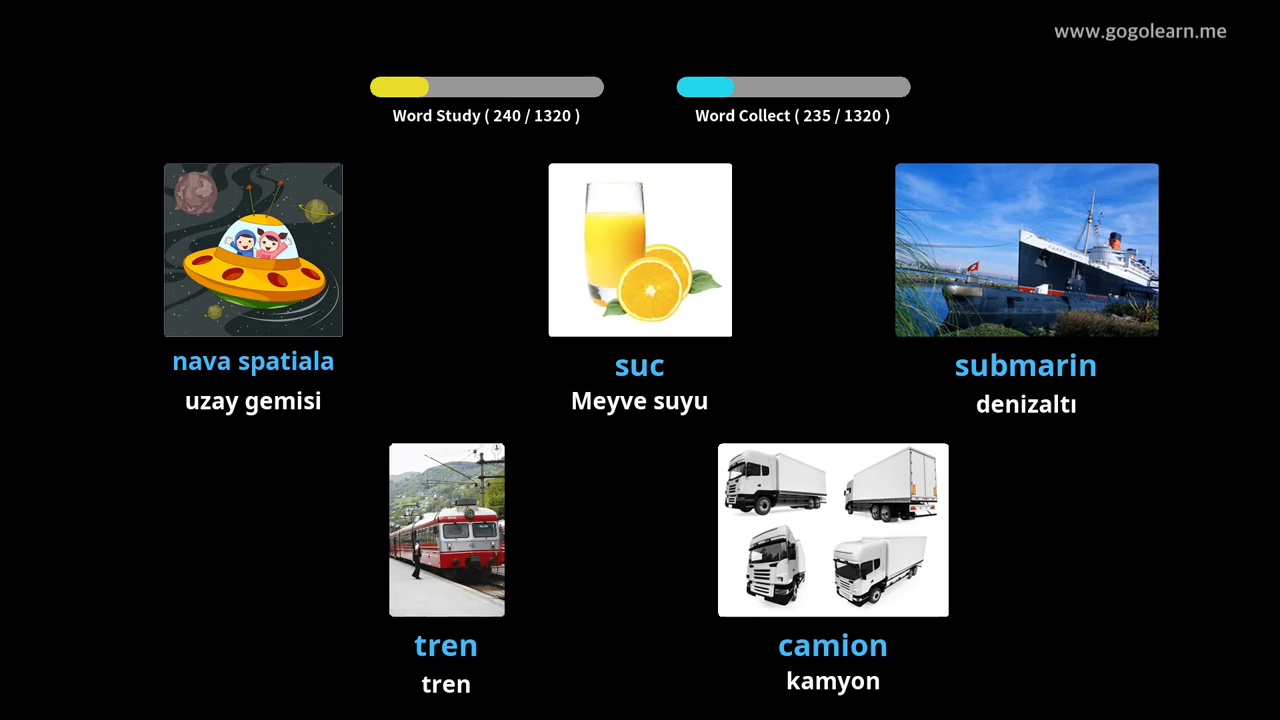 www.gogolearn.me
Word Study ( 240 / 1320 )
Word Collect ( 235 / 1320 )
nava spatiala
uzay gemisi
suc
Meyve suyu
submarin
denizaltı
tren
tren
camion
kamyon